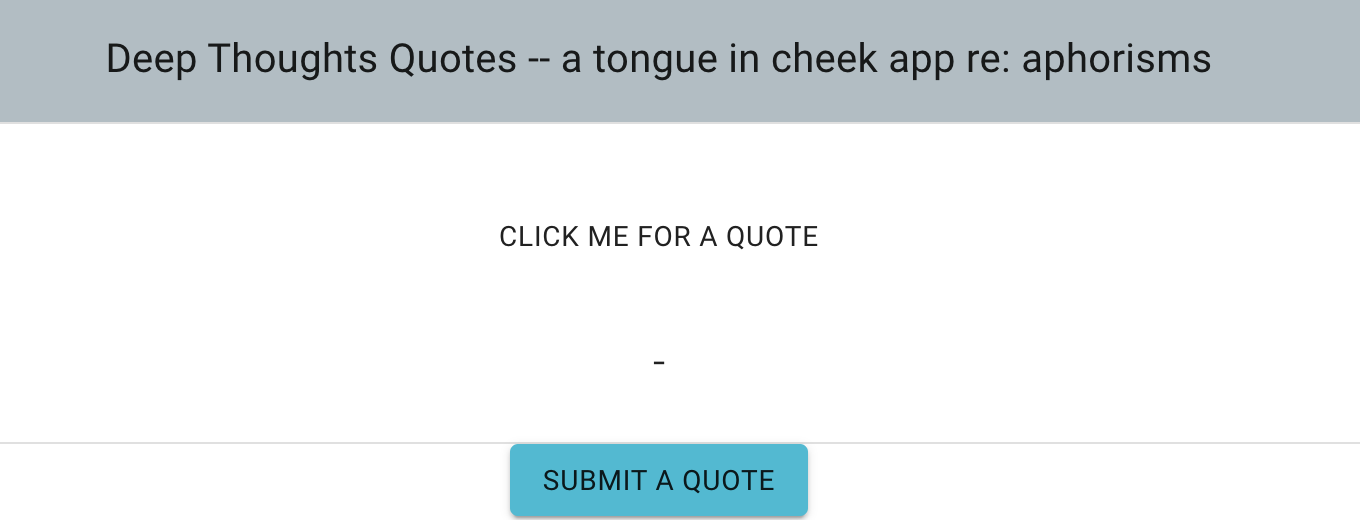 Deep Thoughts Quotes -- a tongue in cheek app re: aphorisms
CLICK ME FOR A QUOTE
-
SUBMIT A QUOTE